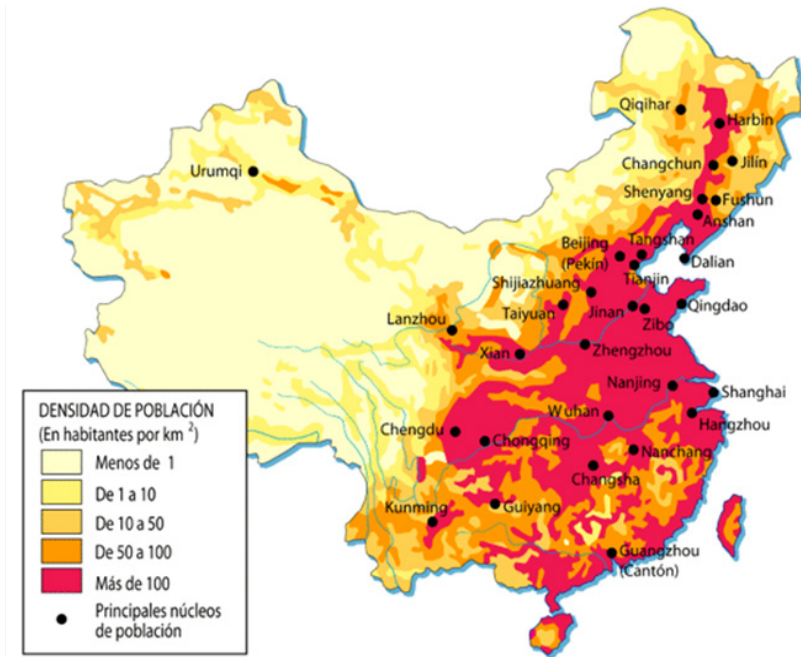 Qiqihar
Harbin
Urumqi
Changchun
Jilín
Shenyang
Fushun
Anshan
Beijing
(Pekín)
Tangshan
Dalian
Tianjin
Shijiazhuang
Taiyuan
Jinan
Zibo
Qingdao
Lanzhou
Xian
Zhengzhou
Nanjing
Shanghai
Wuhan
Hangzhou
Chengdu
Chongqing
Nanchang
Changsha
Kunming
Guiyang
Guangzhou
(Cantón)
DENSIDAD DE POBLACIÓN
(En habitantes por km ²)
Menos de 1
De 1 a 10
De 10 a 50
De 50 a 100
Más de 100
Principales núcleos
de población